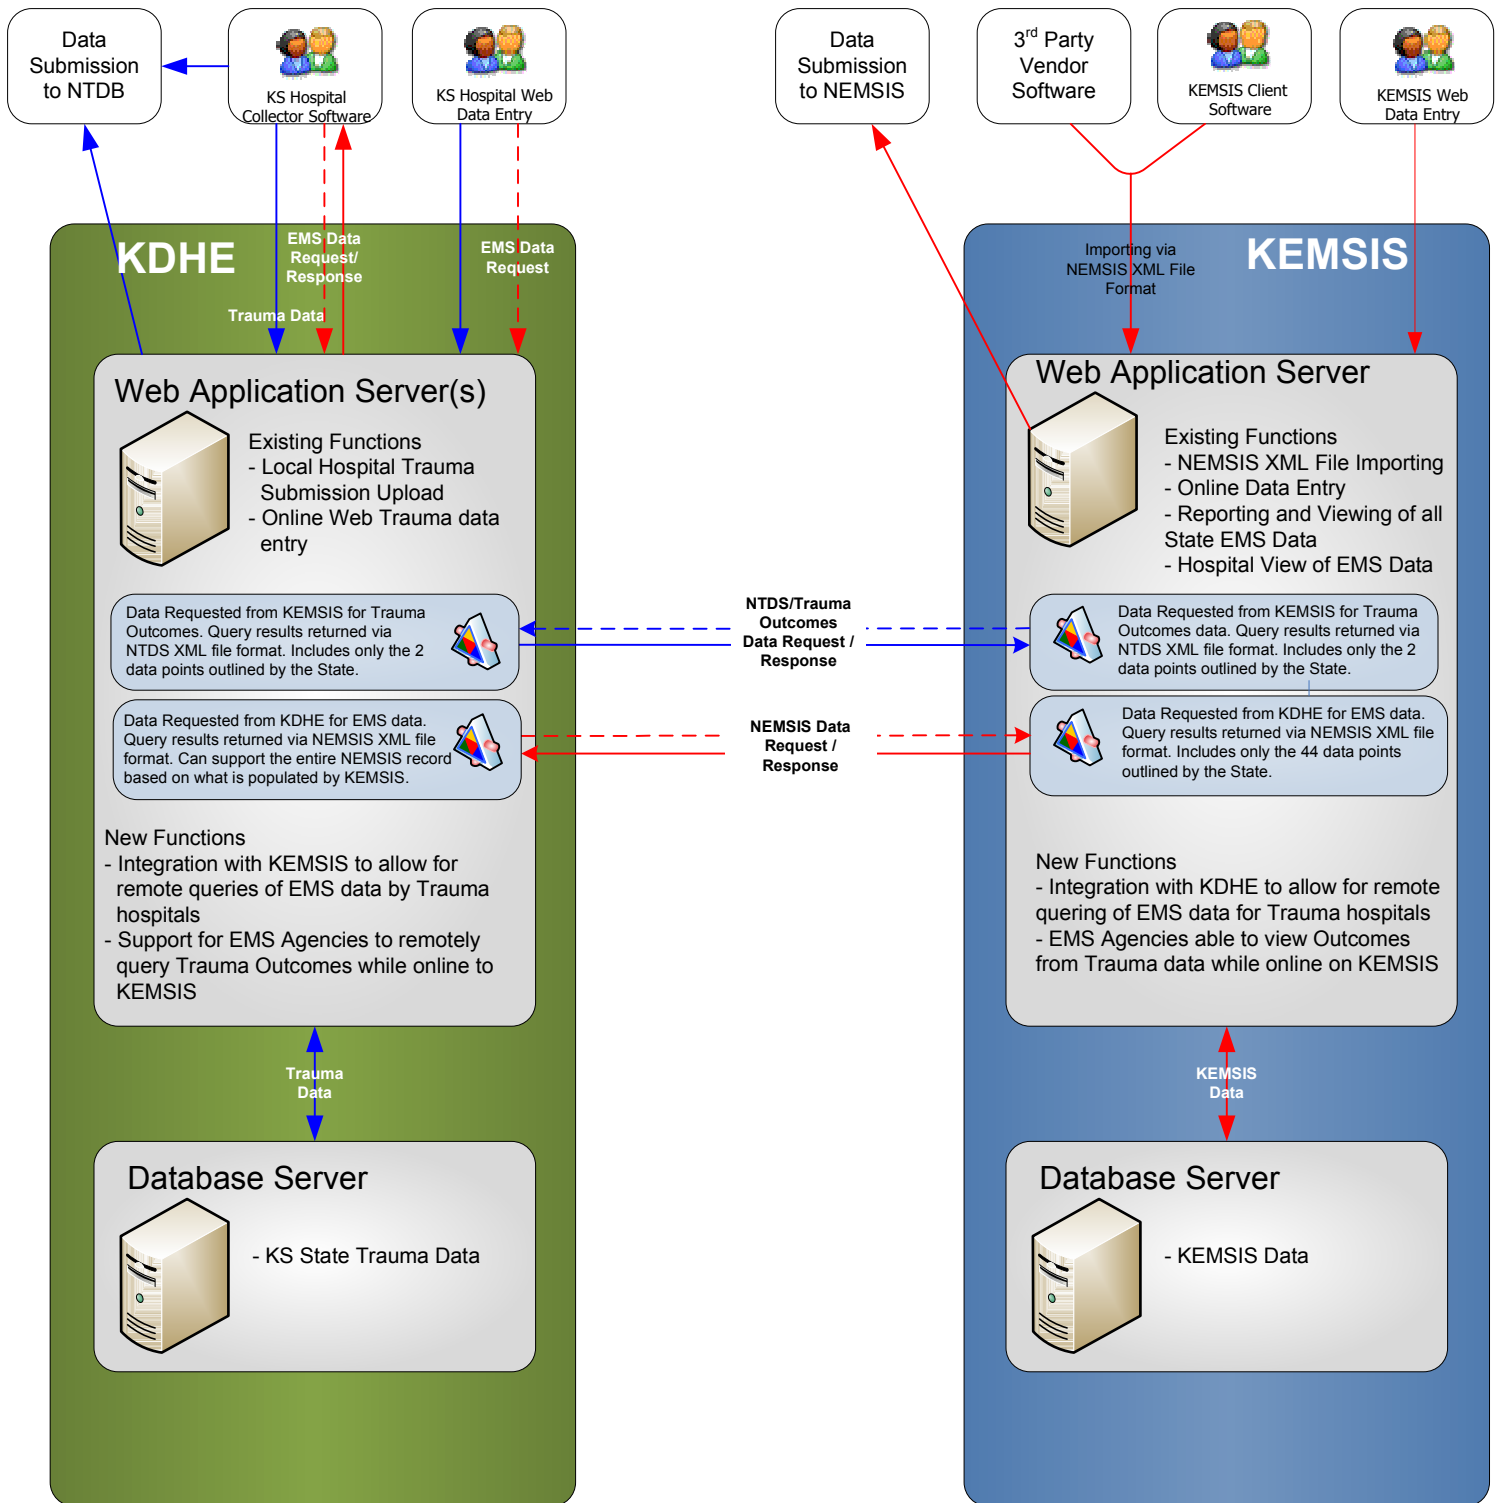 Data
Submission
to NTDB
KS Hospital
Collector Software
KS Hospital Web
Data Entry
Data
Submission
to NEMSIS
3rd Party
Vendor
Software
KEMSIS Client
Software
KEMSIS Web
Data Entry
KDHE
EMS Data
Request/
Response
EMS Data
Request
Trauma Data
Importing via
NEMSIS XML File
Format
KEMSIS
Web Application Server(s)
Existing Functions
- Local Hospital Trauma
Submission Upload
- Online Web Trauma data
entry
Data Requested from KEMSIS for Trauma
Outcomes. Query results returned via
NTDS XML file format. Includes only the 2
data points outlined by the State.
Data Requested from KDHE for EMS data.
Query results returned via NEMSIS XML file
format. Can support the entire NEMSIS record
based on what is populated by KEMSIS.
New Functions
- Integration with KEMSIS to allow for
remote queries of EMS data by Trauma
hospitals
- Support for EMS Agencies to remotely
query Trauma Outcomes while online to
KEMSIS
NTDS/Trauma
Outcomes
Data Request /
Response
NEMSIS Data
Request /
Response
Web Application Server
Existing Functions
- NEMSIS XML File Importing
- Online Data Entry
- Reporting and Viewing of all
State EMS Data
- Hospital View of EMS Data
Data Requested from KEMSIS for Trauma
Outcomes data. Query results returned via
NTDS XML file format. Includes only the 2
data points outlined by the State.
Data Requested from KDHE for EMS data.
Query results returned via NEMSIS XML file
format. Includes only the 44 data points
outlined by the State.
New Functions
- Integration with KDHE to allow for remote
quering of EMS data for Trauma hospitals
- EMS Agencies able to view Outcomes
from Trauma data while online on KEMSIS
Trauma
Data
KEMSIS
Data
Database Server
- KS State Trauma Data
Database Server
- KEMSIS Data